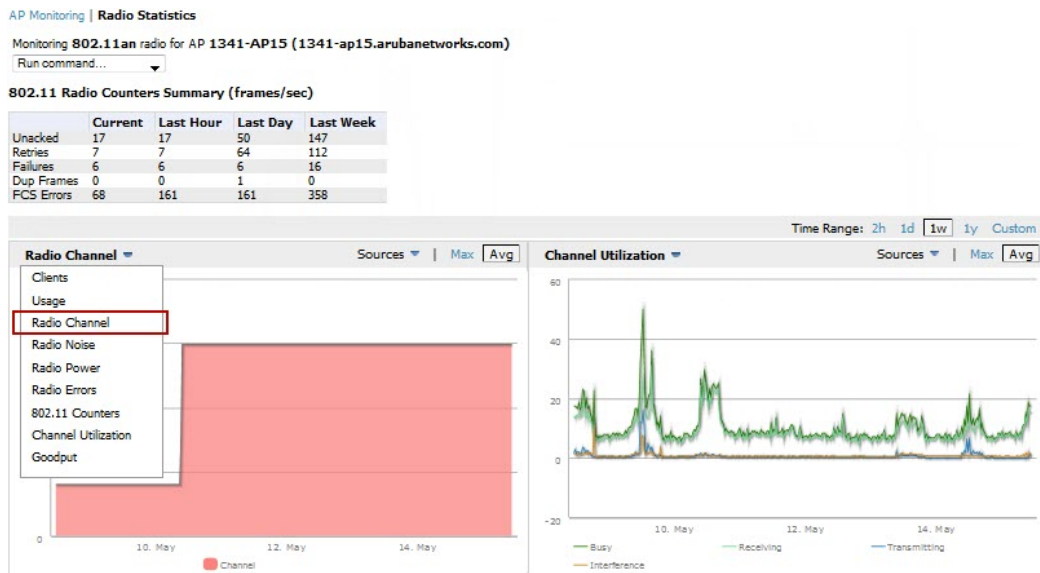 AP Monitoring | Radio Statistics
Monitoring 802.11an radio for AP 1341-AP15 (1341-ap15.arubanetworks.com)
Run command...
802.11 Radio Counters Summary (frames/sec)
Current Last Hour Last Day Last Week
Unacked 17 17 50 147
Retries 7 7 64 112
Failures 6 6 6 16
Dup Frames 0 0 1 0
FCS Errors 68 161 161 358
Time Range: 2h 1d 1w 1y Custom
Radio Channel Sources | Max Avg
Clients
Usage
Radio Channel
Radio Noise
Radio Power
Radio Errors
802.11 Counters
Channel Utilization
Goodput
0
10. May 12. May 14. May
Channel
Channel Utilization Sources | Max Avg
60
40
20
0
-20
10. May 12. May 14. May
Busy Receiving Transmitting
Interference